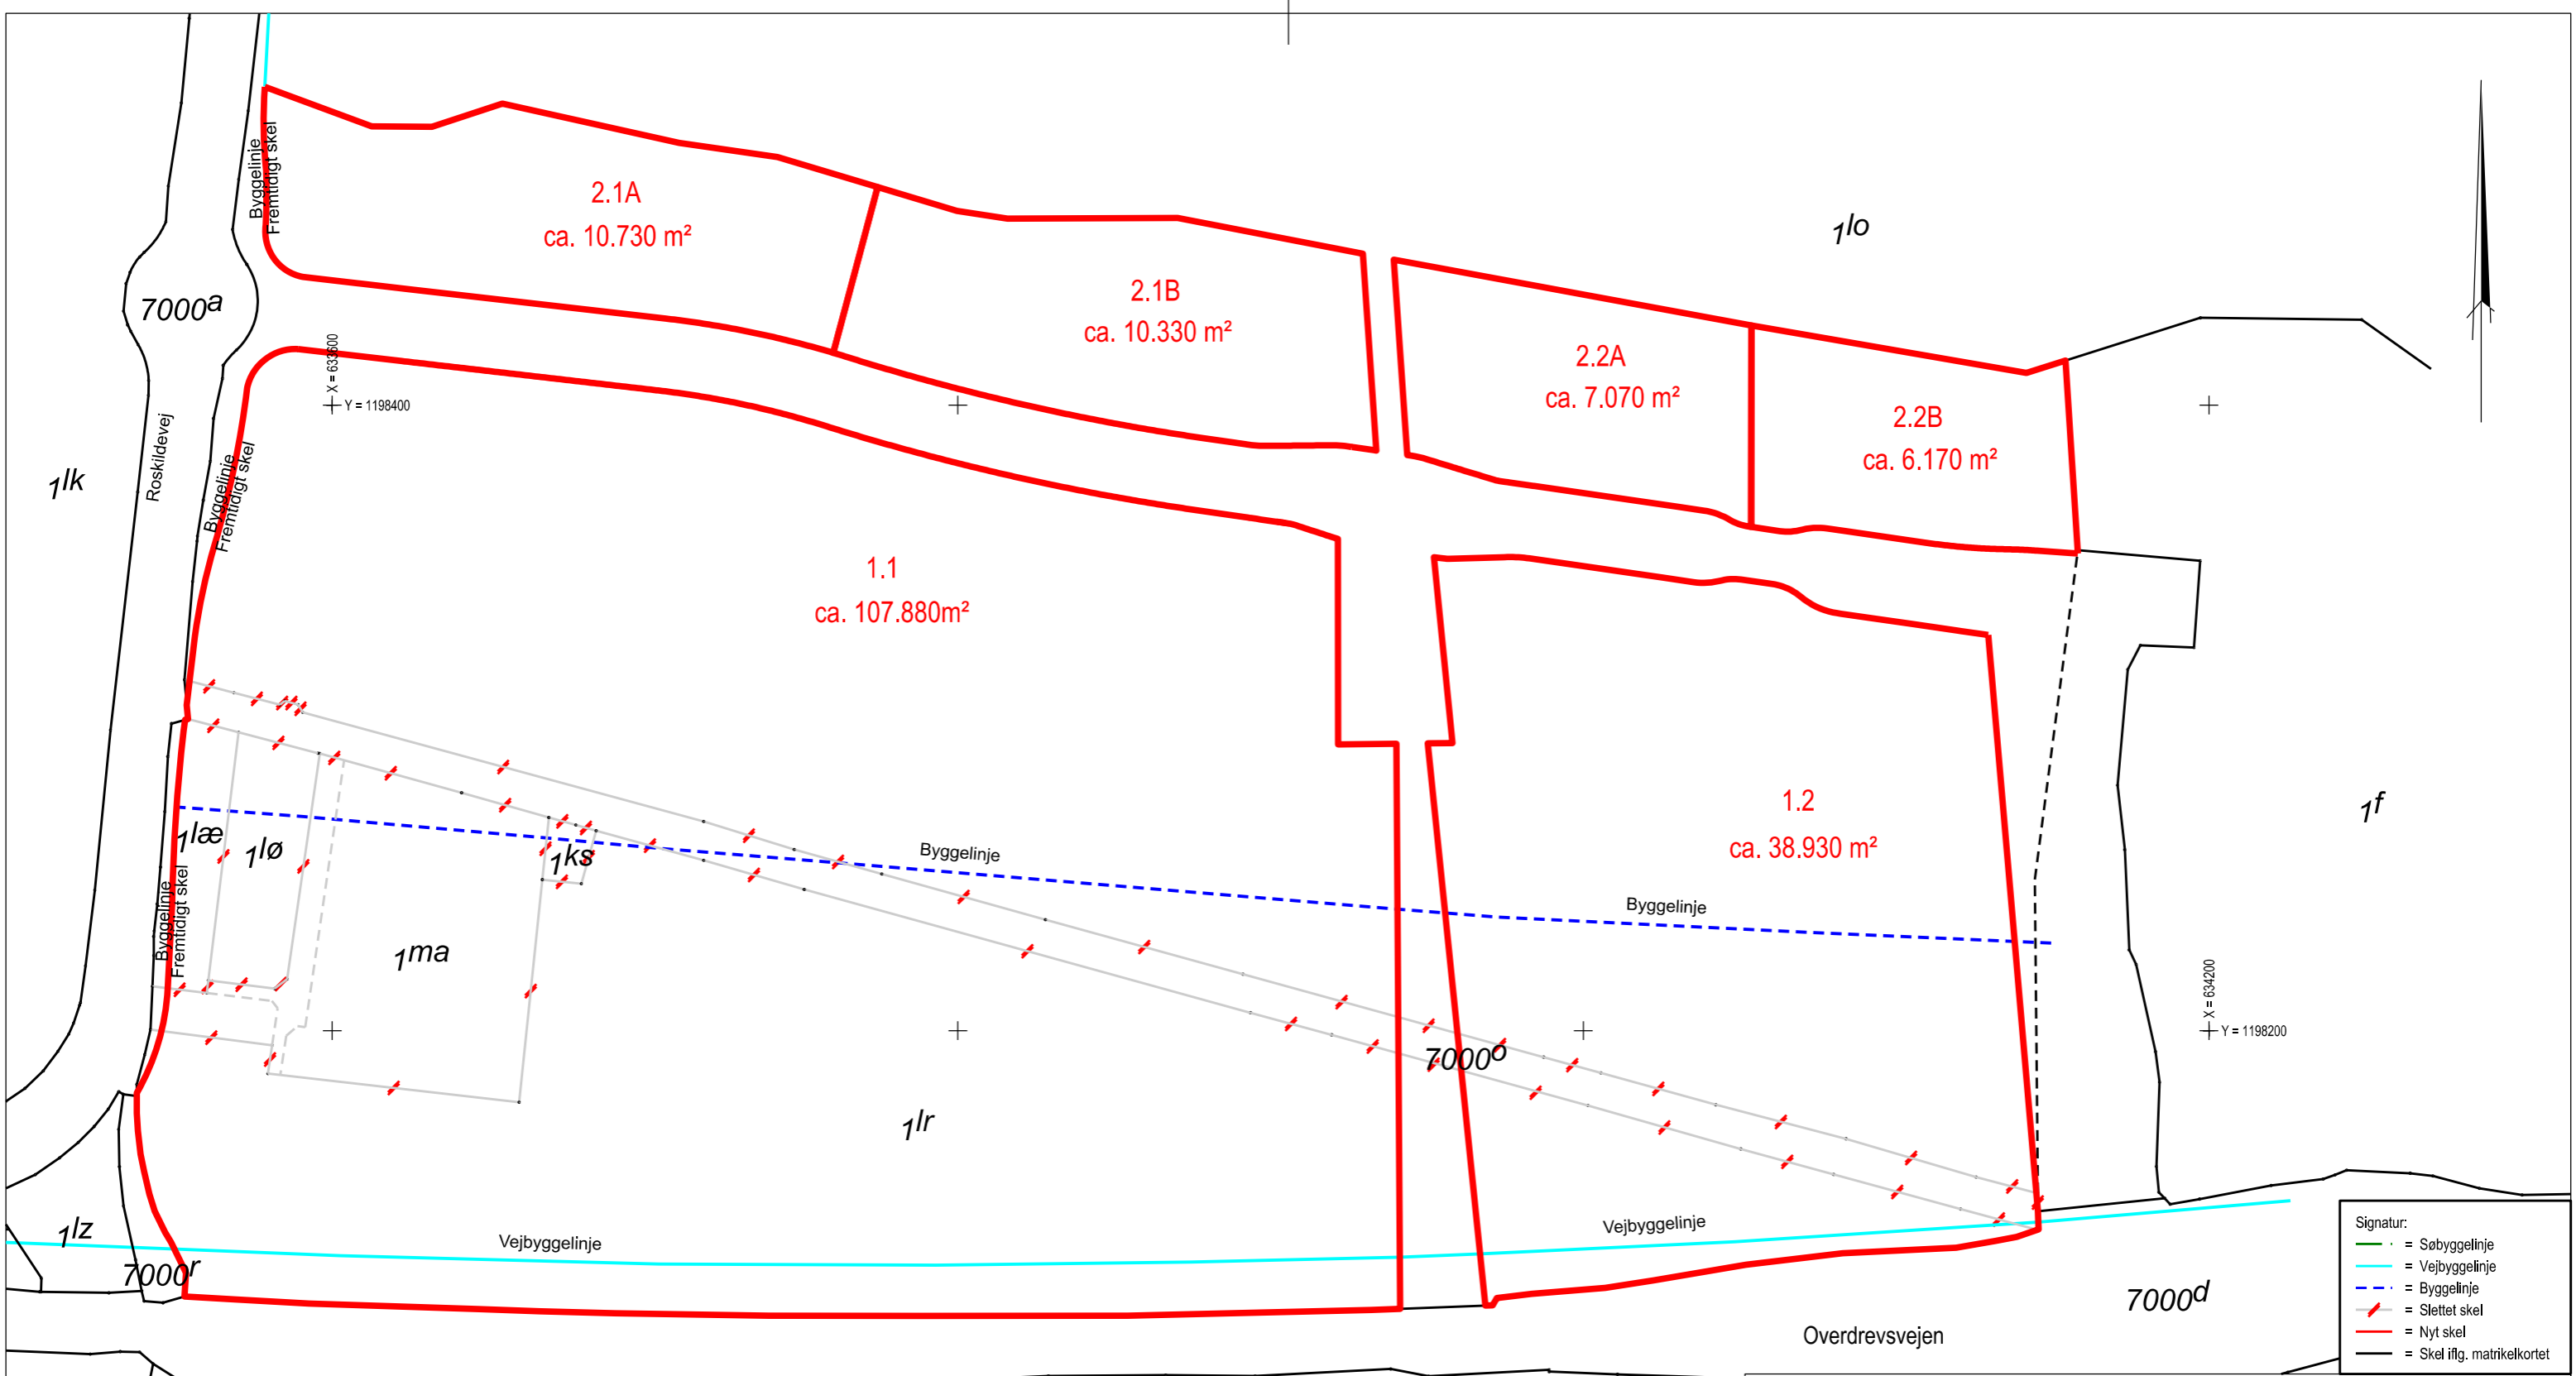 Byggelinje
Fremtidigt skel
2.1A
ca. 10.730 m²
1lo
7000a
2.1B
ca. 10.330 m²
2.2A
ca. 7.070 m²
2.2B
ca. 6.170 m²
X = 633600
Y = 1198400
Roskildevej
1lk
Byggelinje
Fremtidigt skel
1.1
ca. 107.880m²
1.2
ca. 38.930 m²
1f
1læ
1lø
1ks
Byggelinje
Byggelinje
Byggelinje
Fremtidigt skel
1ma
X = 634200
Y = 1198200
7000o
1lr
1lz
Vejbyggelinje
Vejbyggelinje
7000r
7000d
Overdrevsvejen
Signatur:
= Søbyggelinje
= Vejbyggelinje
= Byggelinje
= Slettet skel
= Nyt skel
= Skel iflg. matrikelkortet